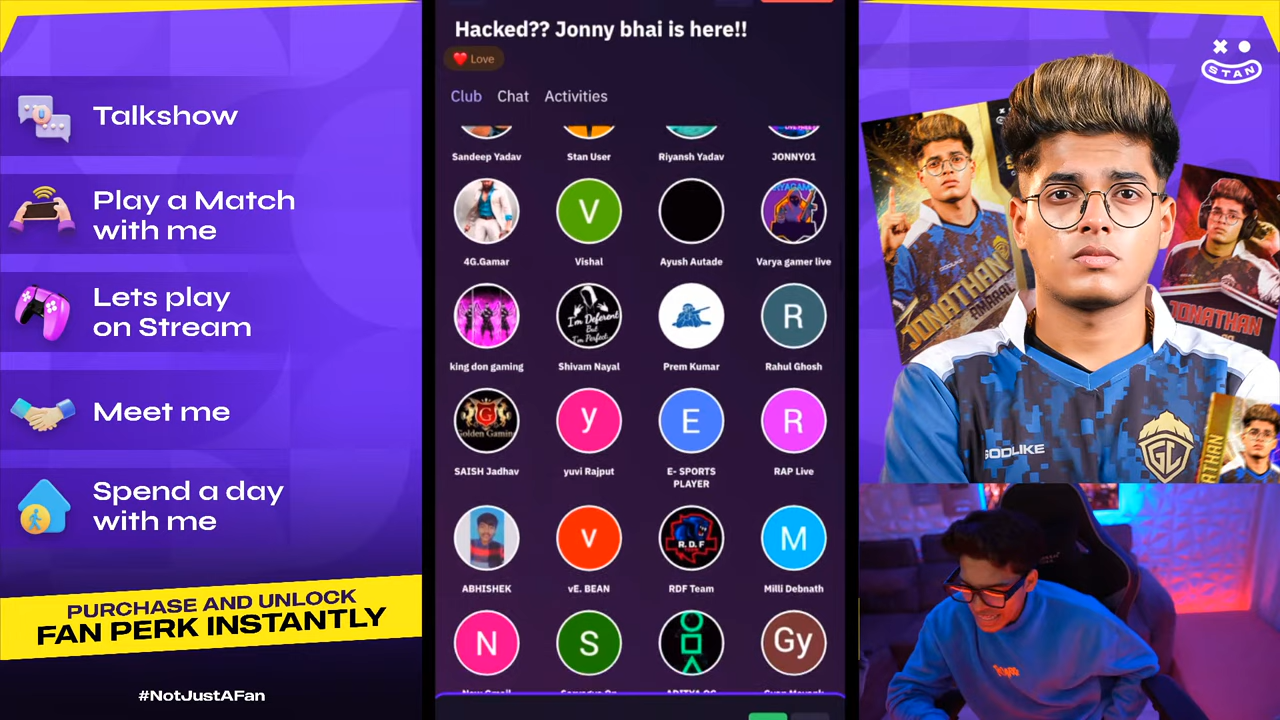 Talkshow
Play a Match
with me
Lets play
on Stream
Meet me
Spend a day
with me
PURCHASE AND UNLOCK
FAN PERK INSTANTLY
#NotJustAFan
Hacked?? Jonny bhai is here!!
Love
Club Chat Activities
Sandeep Yadav
Stan User
Riyansh Yadav
JONNY01
V
4G.Gamar
Vishal
Ayush Autade
Varya gamer live
I'm Deferent
But
I'm Perfect
R
king don gaming
Shivam Nayal
Prem Kumar
Rahul Ghosh
G
Golden Gaming
y
E
R
SAISH Jadhav
yuvi Rajput
E- SPORTS
PLAYER
RAP Live
v
R.D.F
M
ABHISHEK
vE. BEAN
RDF Team
Milli Debnath
N
S
Gy
STAN
JONATHAN
AMARAL
JONATHAN
GODLIKE
GL